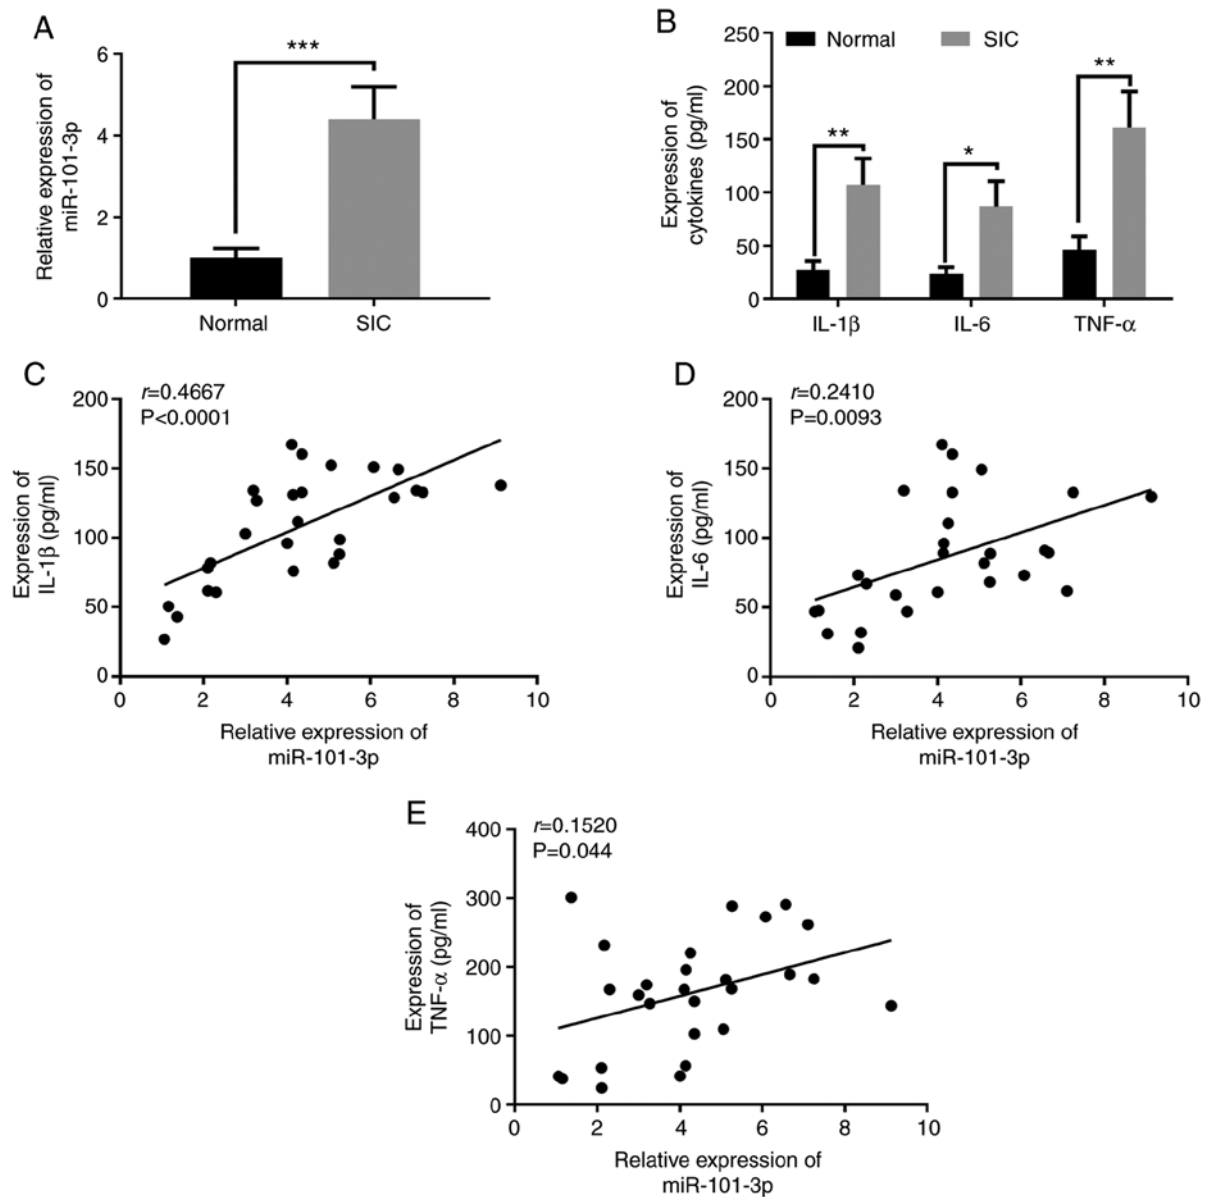 A
Relative expression of
miR-101-3p
6
4
2
0
***
Normal
SIC
B
Expression of
cytokines (pg/ml)
250
200
150
100
50
0
Normal
SIC
**
*
**
IL-1β
IL-6
TNF-α
C
r=0.4667
P<0.0001
Expression of
IL-1β (pg/ml)
200
150
100
50
0
0 2 4 6 8 10
Relative expression of
miR-101-3p
D
r=0.2410
P=0.0093
Expression of
IL-6 (pg/ml)
200
150
100
50
0
0 2 4 6 8 10
Relative expression of
miR-101-3p
E
r=0.1520
P=0.044
Expression of
TNF-α (pg/ml)
400
300
200
100
0
0 2 4 6 8 10
Relative expression of
miR-101-3p